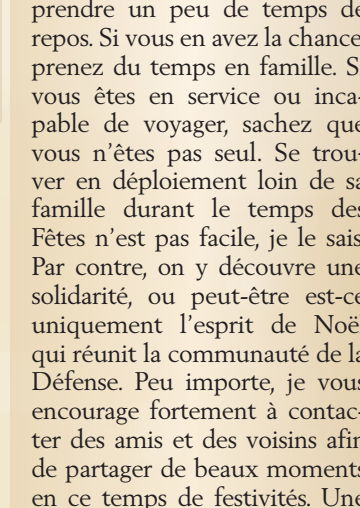 prendre un peu de temps de
repos. Si vous en avez la chance
prenez du temps en famille. S
vous êtes en service ou inca-
pable de voyager, sachez que
vous n’êtes pas seul. Se trou-
ver en déploiement loin de sa
famille durant le temps des
Fêtes n’est pas facile, je le sais
Par contre, on y découvre une
solidarité, ou peut-être est-ce
uniquement l’esprit de Noë
qui réunit la communauté de la
Défense. Peu importe, je vous
encourage fortement à contac-
ter des amis et des voisins afin
de partager de beaux moments
en ce temps de festivités. Une